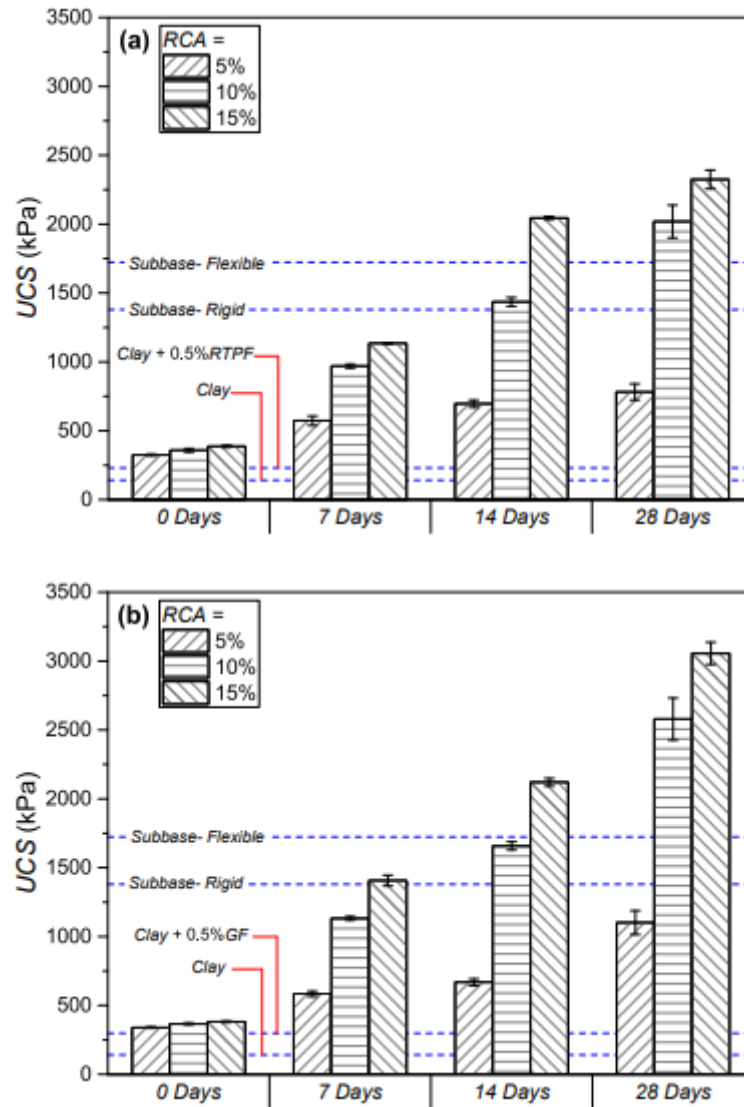 (a)
RCA =
5%
10%
15%
3500
3000
2500
2000
1500
1000
500
0
UCS (kPa)
Subbase- Flexible
Subbase- Rigid
Clay + 0.5%RTPF
Clay
0 Days
7 Days
14 Days
28 Days
(b)
RCA =
5%
10%
15%
3500
3000
2500
2000
1500
1000
500
0
UCS (kPa)
Subbase- Flexible
Subbase- Rigid
Clay + 0.5%GF
Clay
0 Days
7 Days
14 Days
28 Days